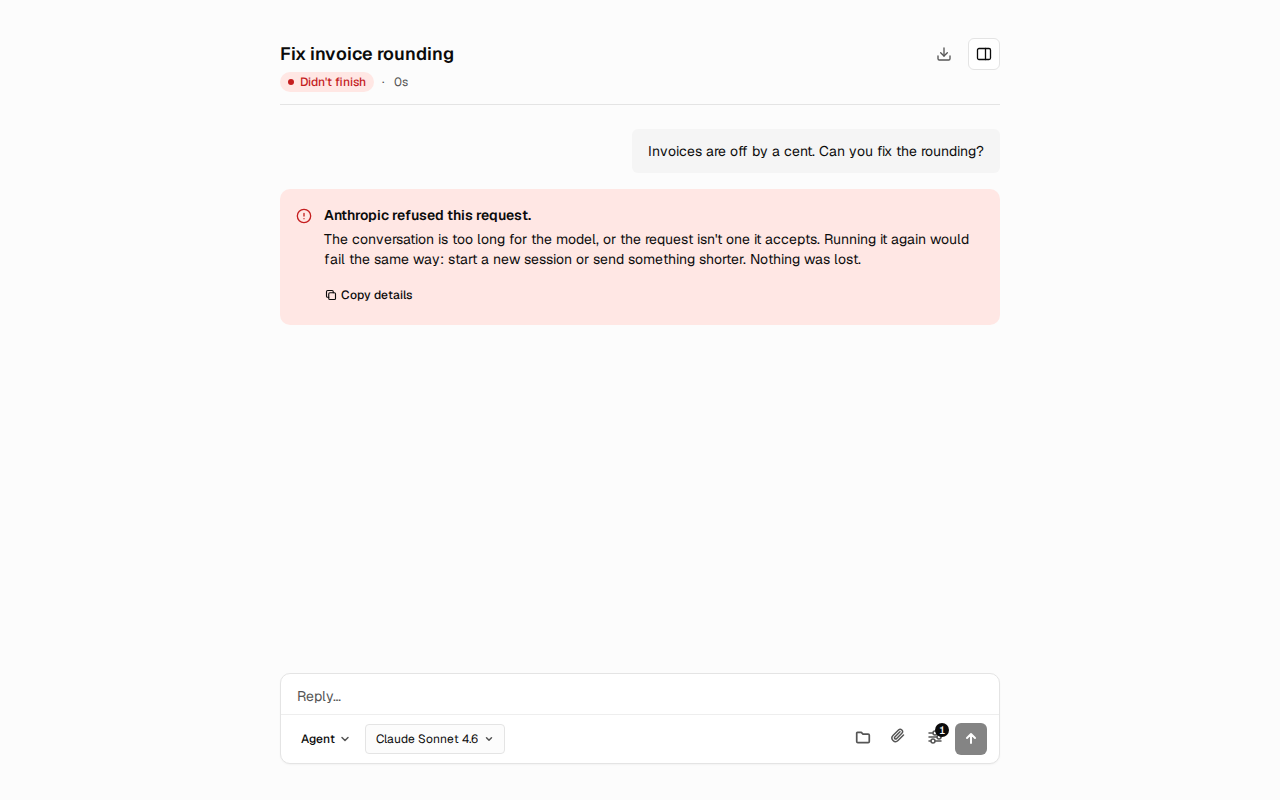 Fix invoice rounding
Didn't finish · 0s
Invoices are off by a cent. Can you fix the rounding?
Anthropic refused this request.
The conversation is too long for the model, or the request isn't one it accepts. Running it again would
fail the same way: start a new session or send something shorter. Nothing was lost.
Copy details
Reply...
Agent
Claude Sonnet 4.6
1